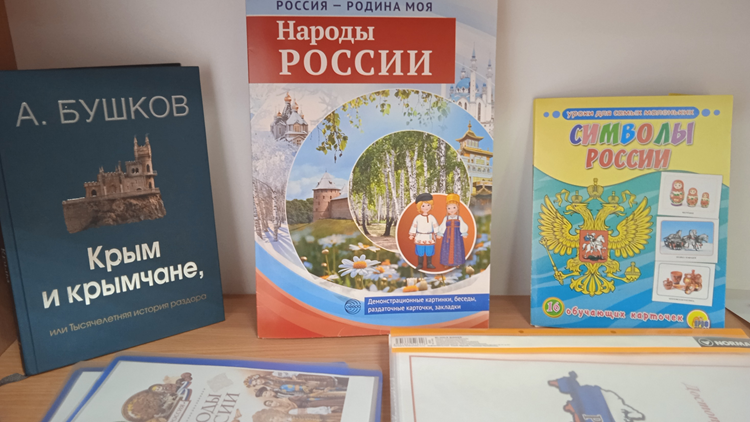 А. БУШКОВ
Крым
и крымчане,
или Тысячелетняя история раздора
РОССИЯ — РОДИНА МОЯ
Народы
РОССИИ
Демонстрационные картинки, беседы,
раздаточные карточки, закладки
уроки для самых маленьких
СИМВОЛЫ
РОССИИ
16 обучающих карточек